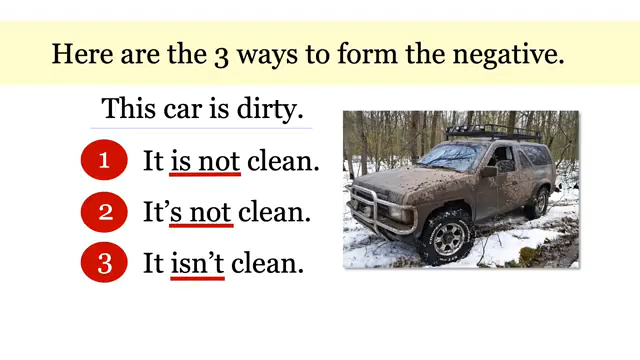 Here are the 3 ways to form the negative.
This car is dirty.
1 It is not clean.
2 It’s not clean.
3 It isn’t clean.